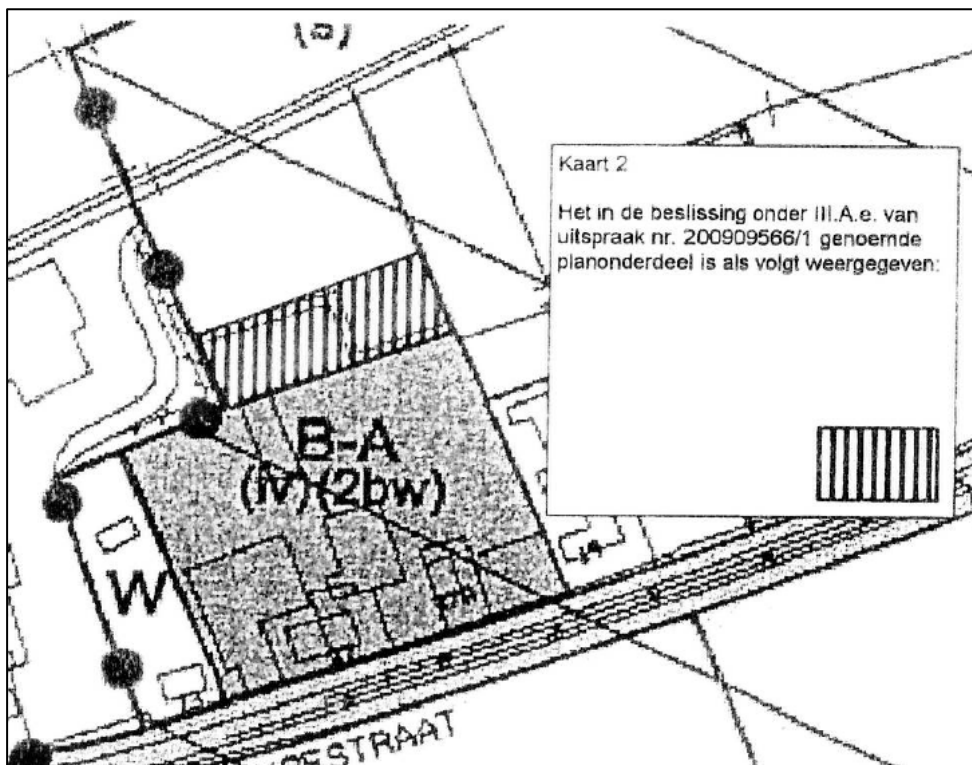 (a)
Kaart 2
Het in de beslissing onder III.A.e. van
uitspraak nr. 200909566/1 genoemde
planonderdeel is als volgt weergegeven:
B-A
(iv)(2bw)
W